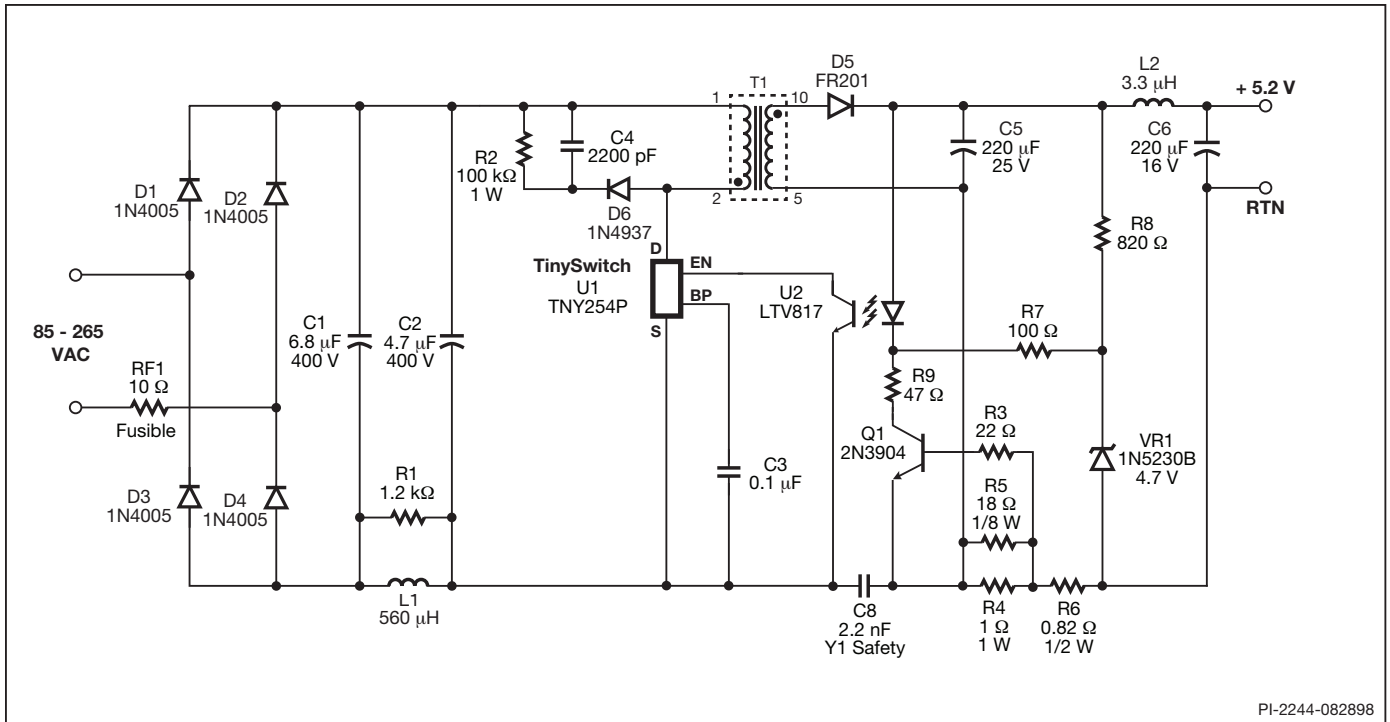 D5
FR201
L2
3.3 µH
+ 5.2 V
T1
1
10
2
5
C4
2200 pF
R2
100 kΩ
1 W
C5
220 µF
25 V
C6
220 µF
16 V
RTN
D1
1N4005
D2
1N4005
D6
1N4937
R8
820 Ω
TinySwitch
U1
TNY254P
D
EN
BP
S
U2
LTV817
85 - 265
VAC
C1
6.8 µF
400 V
C2
4.7 µF
400 V
R7
100 Ω
RF1
10 Ω
Fusible
R9
47 Ω
R3
22 Ω
Q1
2N3904
VR1
1N5230B
4.7 V
C3
0.1 µF
D3
1N4005
D4
1N4005
R1
1.2 kΩ
R5
18 Ω
1/8 W
L1
560 µH
C8
2.2 nF
Y1 Safety
R4
1 Ω
1 W
R6
0.82 Ω
1/2 W
PI-2244-082898